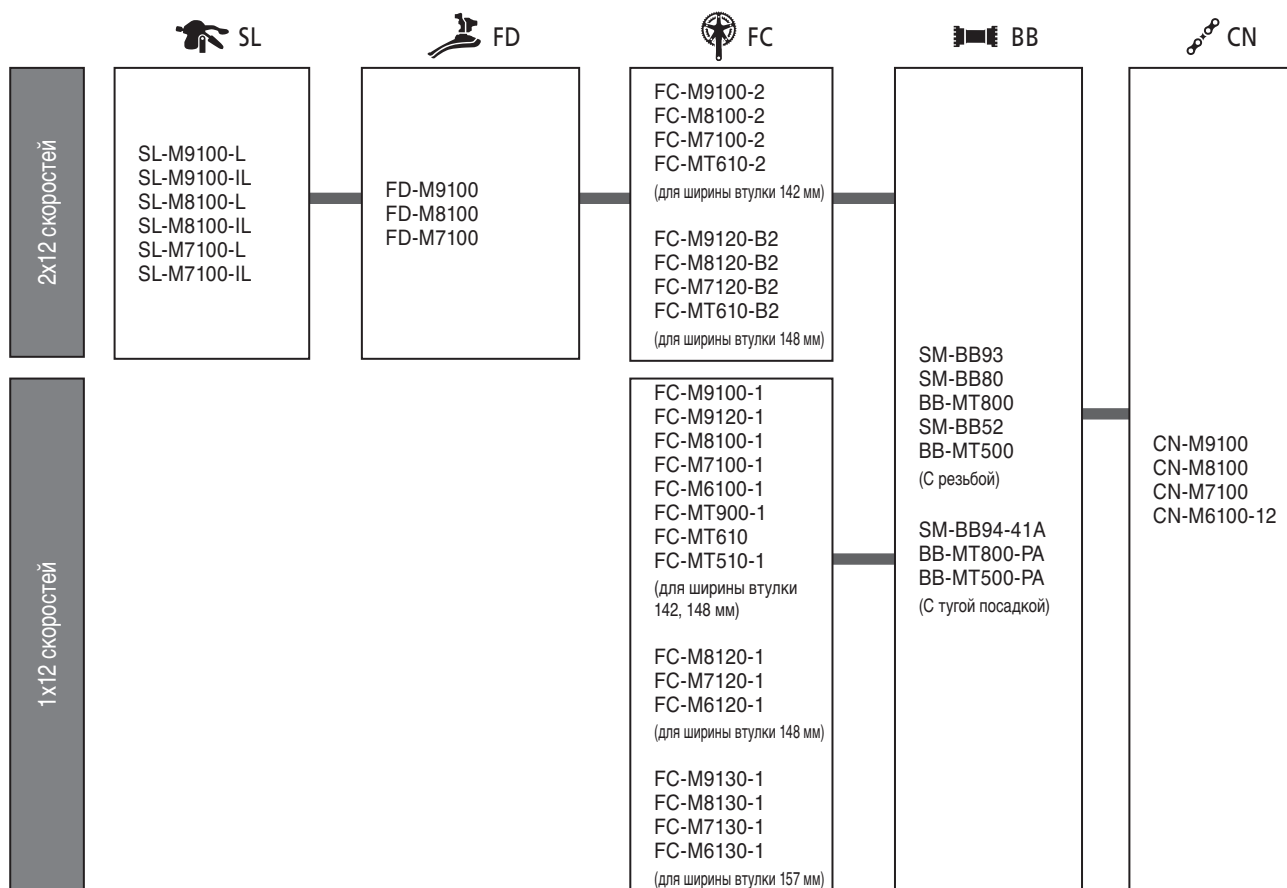 SL
FD
FC
BB
CN
2x12 скоростей
SL-M9100-L
SL-M9100-IL
SL-M8100-L
SL-M8100-IL
SL-M7100-L
SL-M7100-IL
FD-M9100
FD-M8100
FD-M7100
FC-M9100-2
FC-M8100-2
FC-M7100-2
FC-MT610-2
(для ширины втулки 142 мм)
FC-M9120-B2
FC-M8120-B2
FC-M7120-B2
FC-MT610-B2
(для ширины втулки 148 мм)
1x12 скоростей
FC-M9100-1
FC-M9120-1
FC-M8100-1
FC-M7100-1
FC-M6100-1
FC-MT900-1
FC-MT610
FC-MT510-1
(для ширины втулки
142, 148 мм)
FC-M8120-1
FC-M7120-1
FC-M6120-1
(для ширины втулки 148 мм)
FC-M9130-1
FC-M8130-1
FC-M7130-1
FC-M6130-1
(для ширины втулки 157 мм)
SM-BB93
SM-BB80
BB-MT800
SM-BB52
BB-MT500
(С резьбой)
SM-BB94-41A
BB-MT800-PA
BB-MT500-PA
(С тугой посадкой)
CN-M9100
CN-M8100
CN-M7100
CN-M6100-12